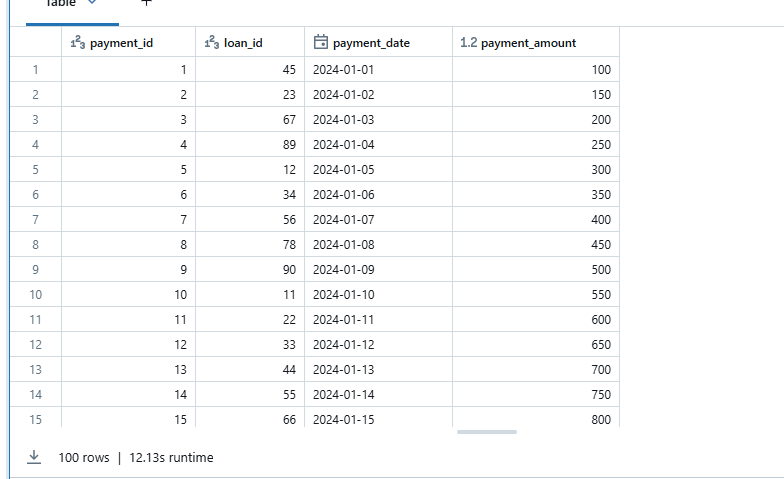 Table +
1²3 payment_id 1²3 loan_id payment_date 1.2 payment_amount
1 1 45 2024-01-01 100
2 2 23 2024-01-02 150
3 3 67 2024-01-03 200
4 4 89 2024-01-04 250
5 5 12 2024-01-05 300
6 6 34 2024-01-06 350
7 7 56 2024-01-07 400
8 8 78 2024-01-08 450
9 9 90 2024-01-09 500
10 10 11 2024-01-10 550
11 11 22 2024-01-11 600
12 12 33 2024-01-12 650
13 13 44 2024-01-13 700
14 14 55 2024-01-14 750
15 15 66 2024-01-15 800
100 rows | 12.13s runtime